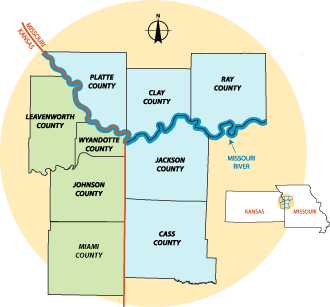 N
MISSOURI
KANSAS
PLATTE
COUNTY
CLAY
COUNTY
RAY
COUNTY
LEAVENWORTH
COUNTY
WYANDOTTE
COUNTY
JACKSON
COUNTY
MISSOURI
RIVER
JOHNSON
COUNTY
KANSAS
MISSOURI
CASS
COUNTY
MIAMI
COUNTY